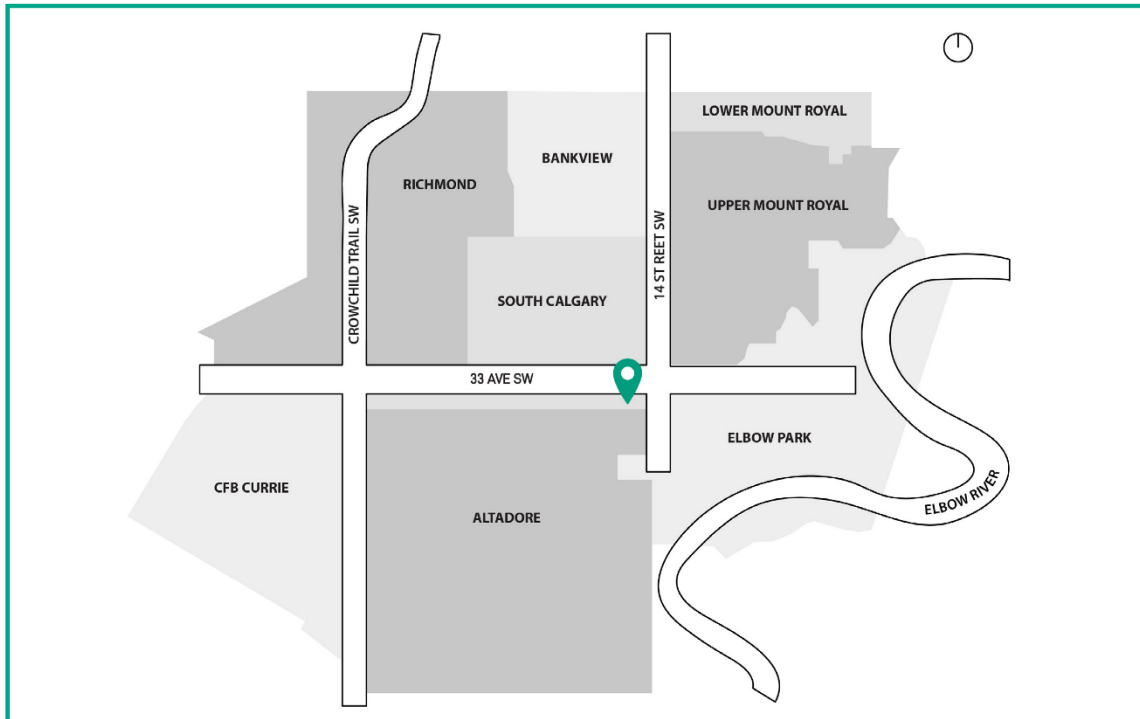 LOWER MOUNT ROYAL
BANKVIEW
RICHMOND
UPPER MOUNT ROYAL
CROWCHILD TRAIL SW
14 ST REET SW
SOUTH CALGARY
33 AVE SW
ELBOW PARK
CFB CURRIE
ELBOW RIVER
ALTADORE